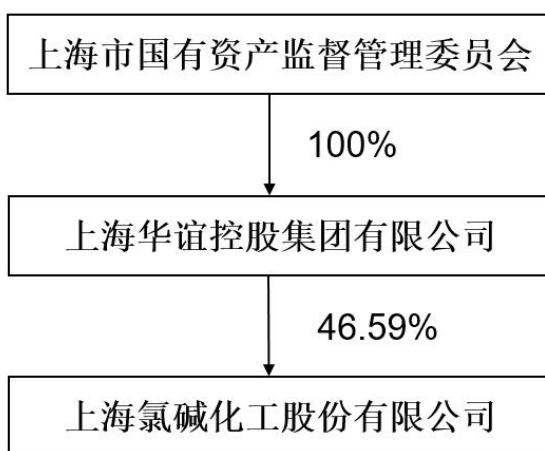 上海市国有资产监督管理委员会
100%
上海华谊控股集团有限公司
46.59%
上海氯碱化工股份有限公司